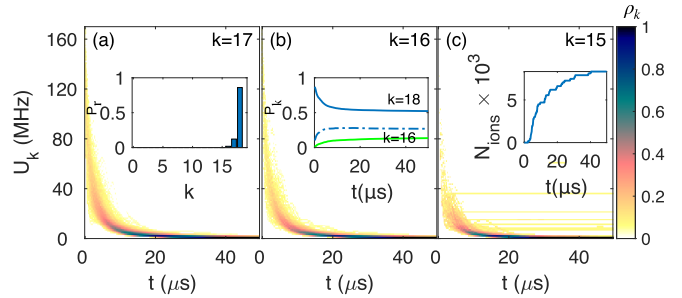 ρk
(a) k=17
(b) k=16
(c) k=15
Uk (MHz)
160
120
80
40
0
0 20 40
t (μs)
Pr
1
0.5
0
0 5 10 15
k
0 20 40
t (μs)
Pk
1
0.5
0
k=18
k=16
0 20 40
t(μs)
0 20 40
t (μs)
Nions × 10³
5
0
0 20 40
t(μs)
1
0.8
0.6
0.4
0.2
0